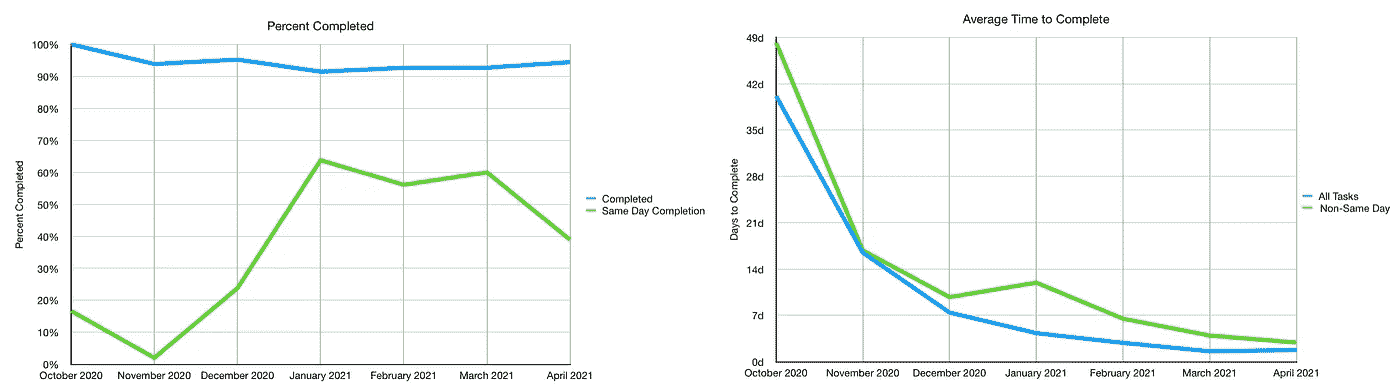 Percent Completed
100%
90%
80%
70%
60%
50%
40%
30%
20%
10%
0%
Percent Completed
October 2020 November 2020 December 2020 January 2021 February 2021 March 2021 April 2021
Completed
Same Day Completion
Average Time to Complete
49d
42d
35d
28d
21d
14d
7d
0d
Days to Complete
October 2020 November 2020 December 2020 January 2021 February 2021 March 2021 April 2021
All Tasks
Non-Same Day